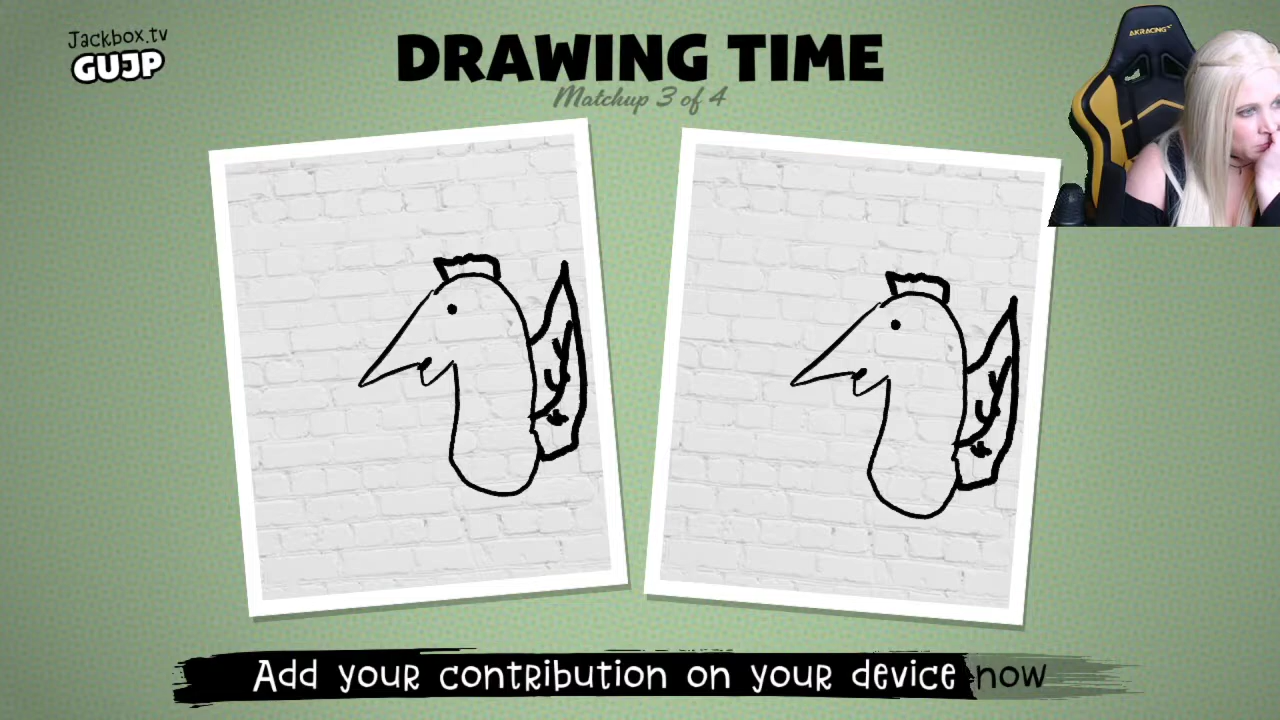 Jackbox.tv
GUJP
DRAWING TIME
Matchup 3 of 4
AKRACING
Add your contribution on your device now